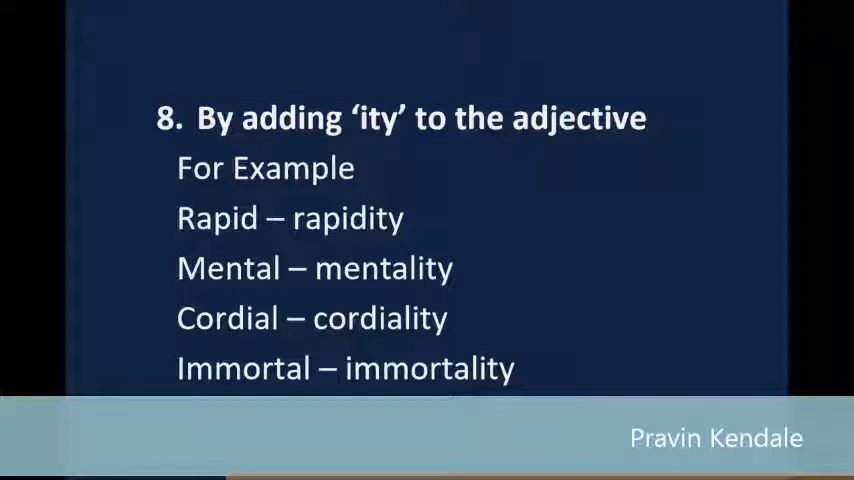 8. By adding ‘ity’ to the adjective
For Example
Rapid – rapidity
Mental – mentality
Cordial – cordiality
Immortal – immortality
Pravin Kendale